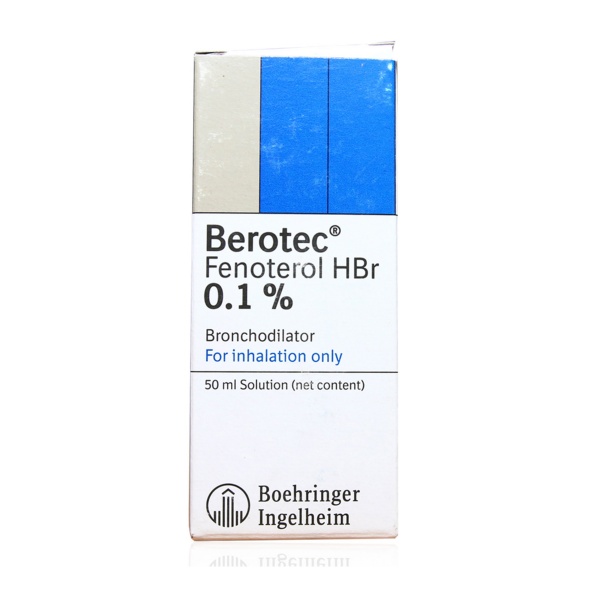 Berotec®
Fenoterol HBr
0.1 %
Bronchodilator
For inhalation only
50 ml Solution (net content)
Boehringer
Ingelheim